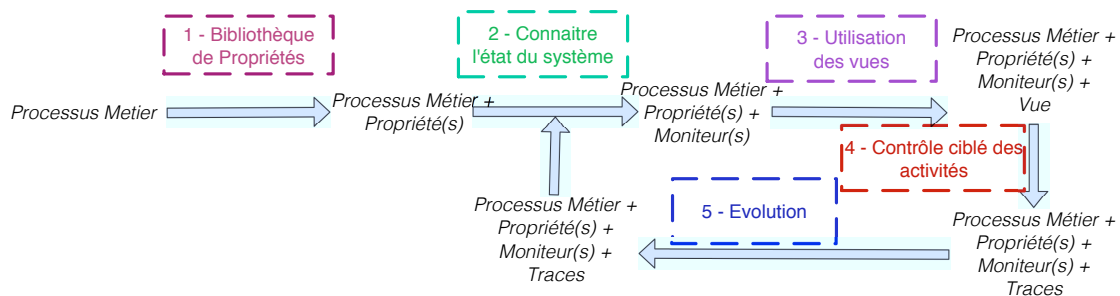 1 - Bibliothèque
de Propriétés
2 - Connaitre
l'état du système
3 - Utilisation
des vues
Processus Métier +
Propriété(s) +
Moniteur(s) +
Vue
Processus Metier
Processus Métier +
Propriété(s)
Processus Métier +
Propriété(s) +
Moniteur(s)
4 - Contrôle ciblé des
activités
Processus Métier +
Propriété(s) +
Moniteur(s) +
Traces
5 - Evolution
Processus Métier +
Propriété(s) +
Moniteur(s) +
Traces